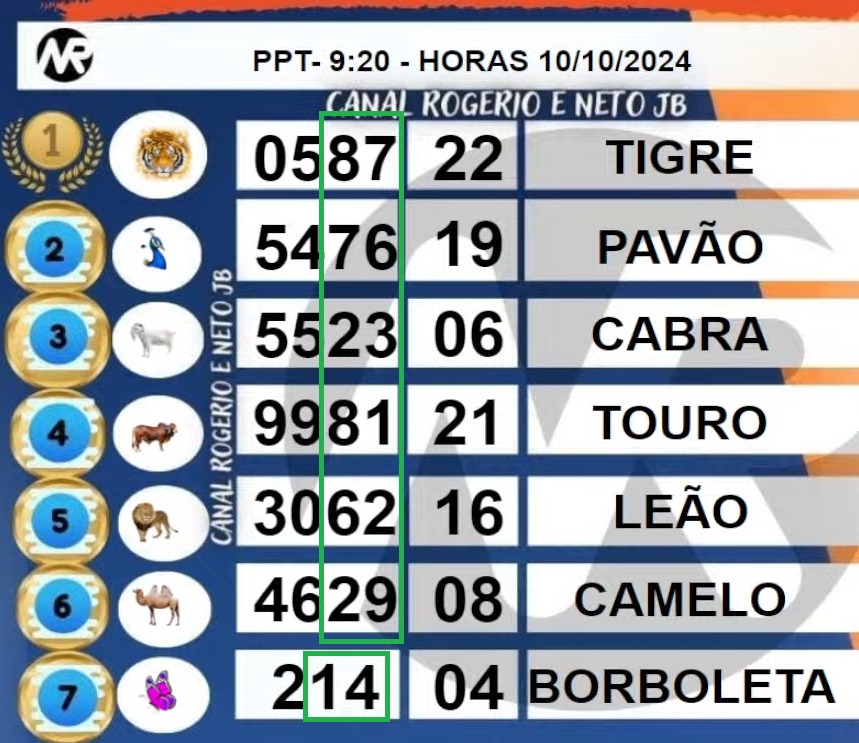 NR
PPT- 9:20 - HORAS 10/10/2024
CANAL ROGERIO E NETO JB
1 0587 22 TIGRE
2 5476 19 PAVÃO
3 5523 06 CABRA
4 9981 21 TOURO
5 3062 16 LEÃO
6 4629 08 CAMELO
7 214 04 BORBOLETA
CANAL ROGERIO E NETO JB